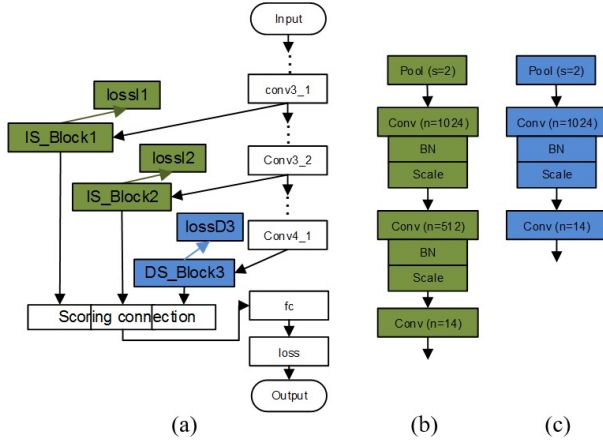 Input
conv3_1
lossI1
IS_Block1
Conv3_2
lossI2
IS_Block2
Conv4_1
lossD3
DS_Block3
Scoring connection
fc
loss
Output
(a)
Pool (s=2)
Conv (n=1024)
BN
Scale
Conv (n=512)
BN
Scale
Conv (n=14)
(b)
Pool (s=2)
Conv (n=1024)
BN
Scale
Conv (n=14)
(c)